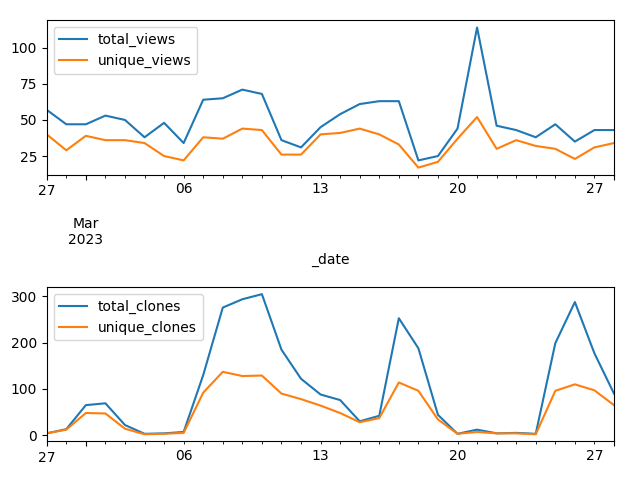 total_views
unique_views
100
75
50
25
27 06 13 20 27
Mar
2023
_date
total_clones
unique_clones
300
200
100
0
27 06 13 20 27